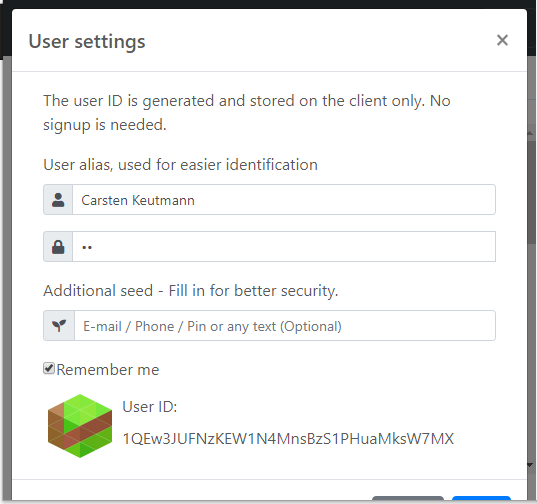 User settings
×
The user ID is generated and stored on the client only. No
signup is needed.
User alias, used for easier identification
Carsten Keutmann
••
Additional seed - Fill in for better security.
E-mail / Phone / Pin or any text (Optional)
Remember me
User ID:
1QEw3JUFNzKEW1N4MnsBzS1PHuaMksW7MX